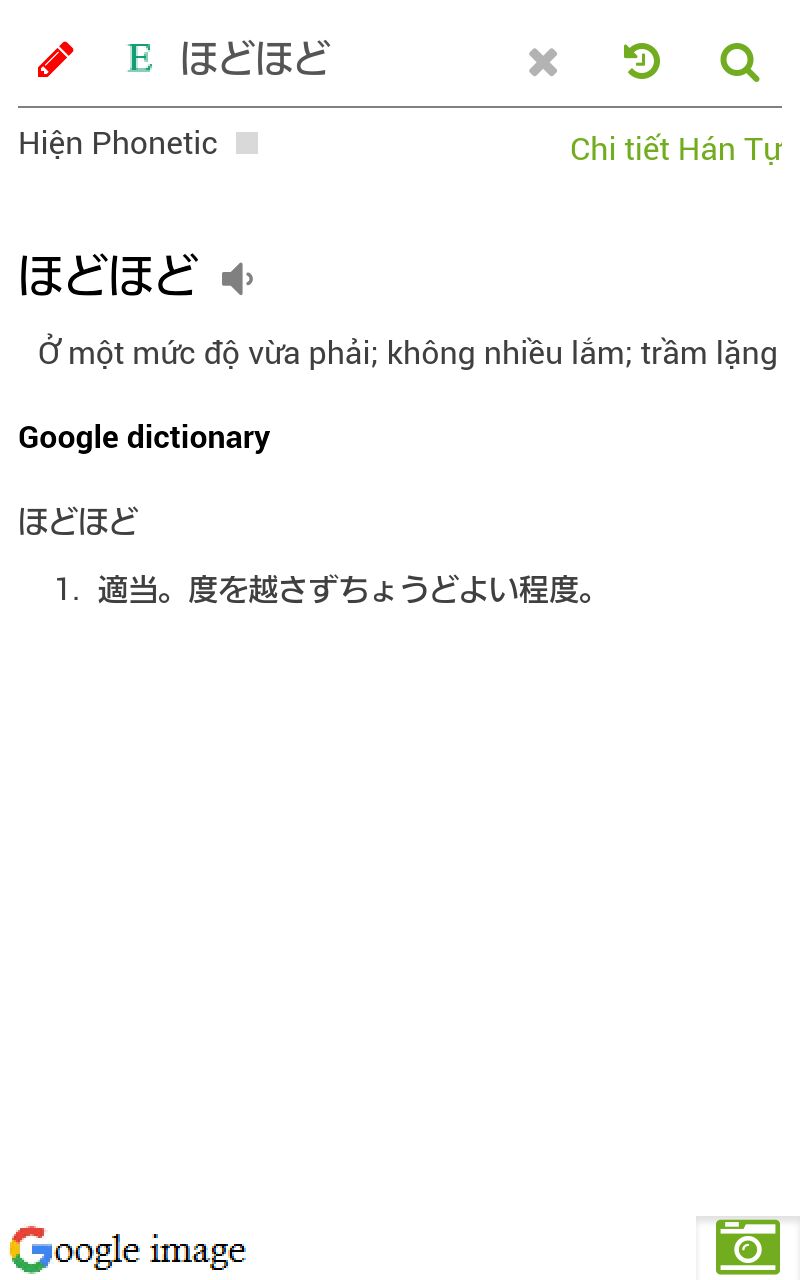 E ほどほど
Hiện Phonetic
Chi tiết Hán Tự
ほどほど
Ở một mức độ vừa phải; không nhiều lắm; trầm lặng
Google dictionary
ほどほど
1. 適当。度を越さずちょうどよい程度。
Google image